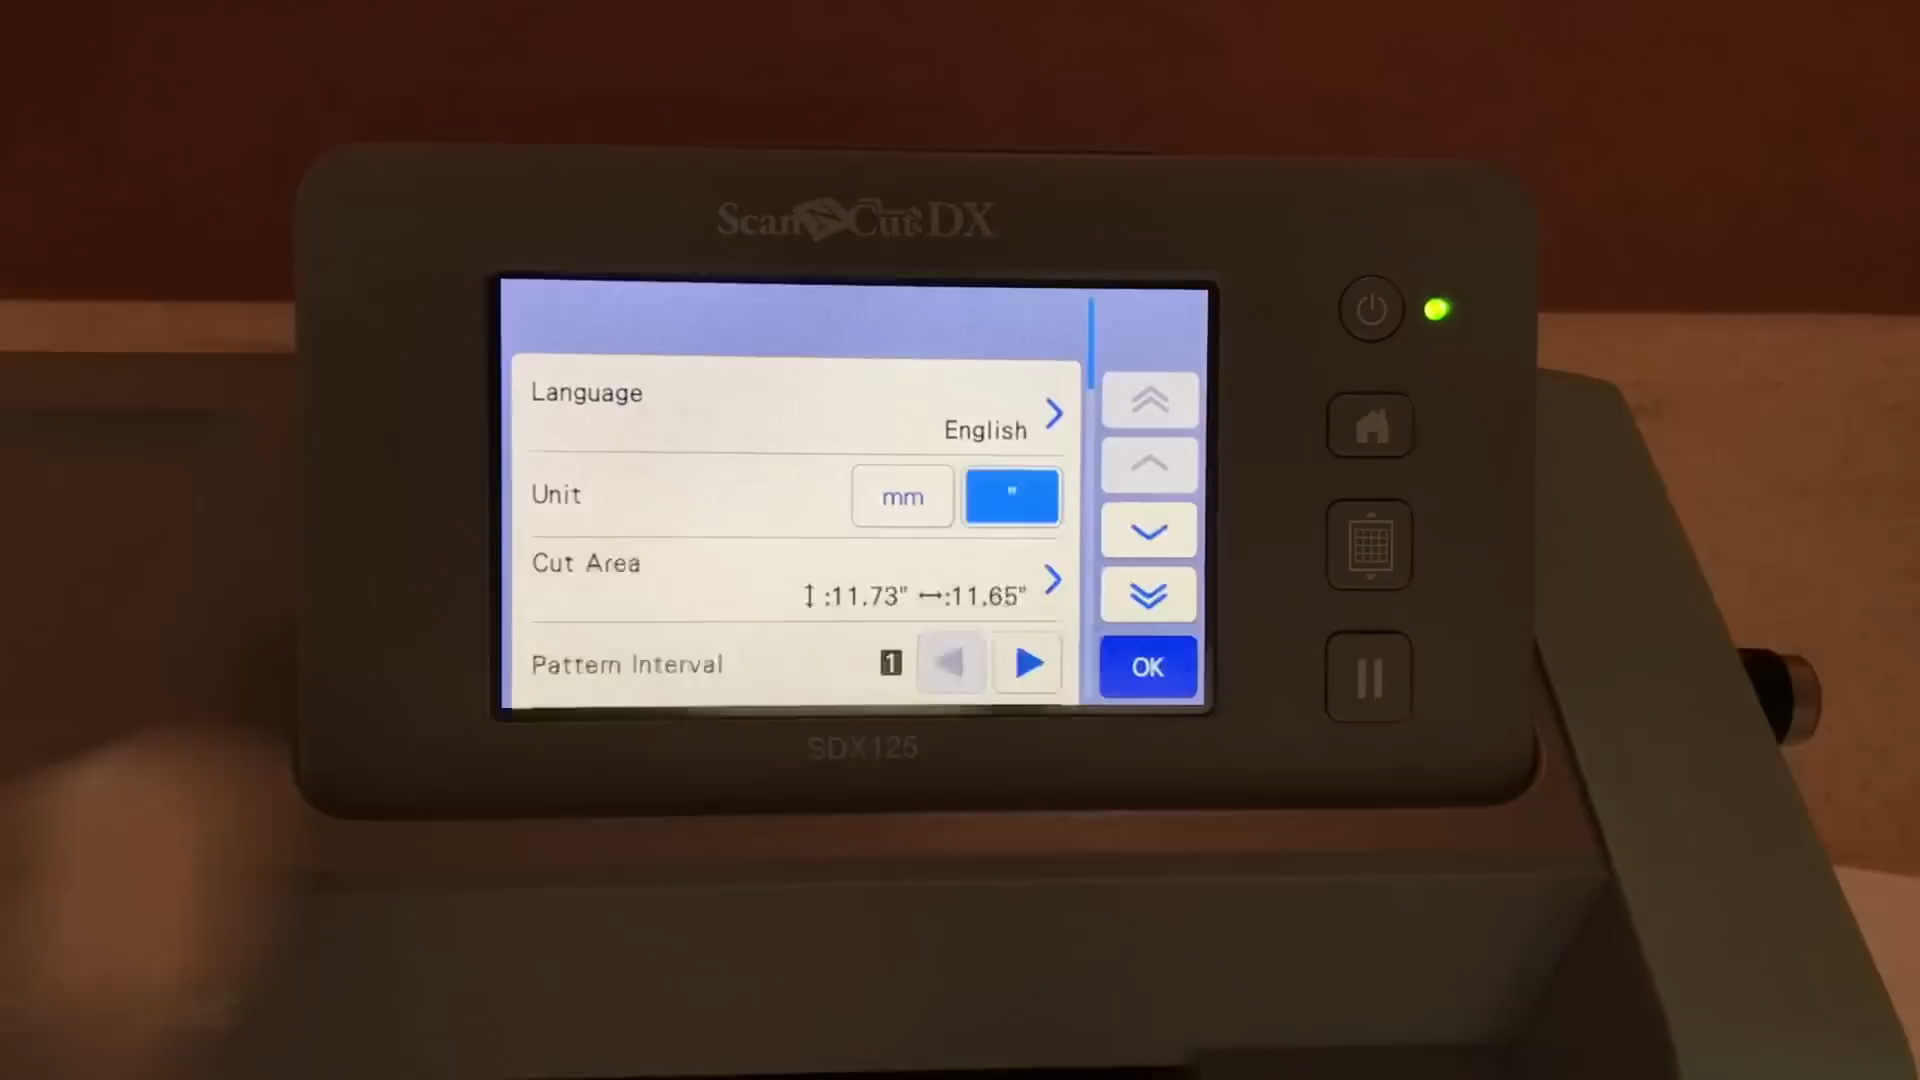 ScanNCut DX
Language
English
Unit
mm
"
Cut Area
↕:11.73" ↔:11.65"
Pattern Interval
1
OK
SDX125